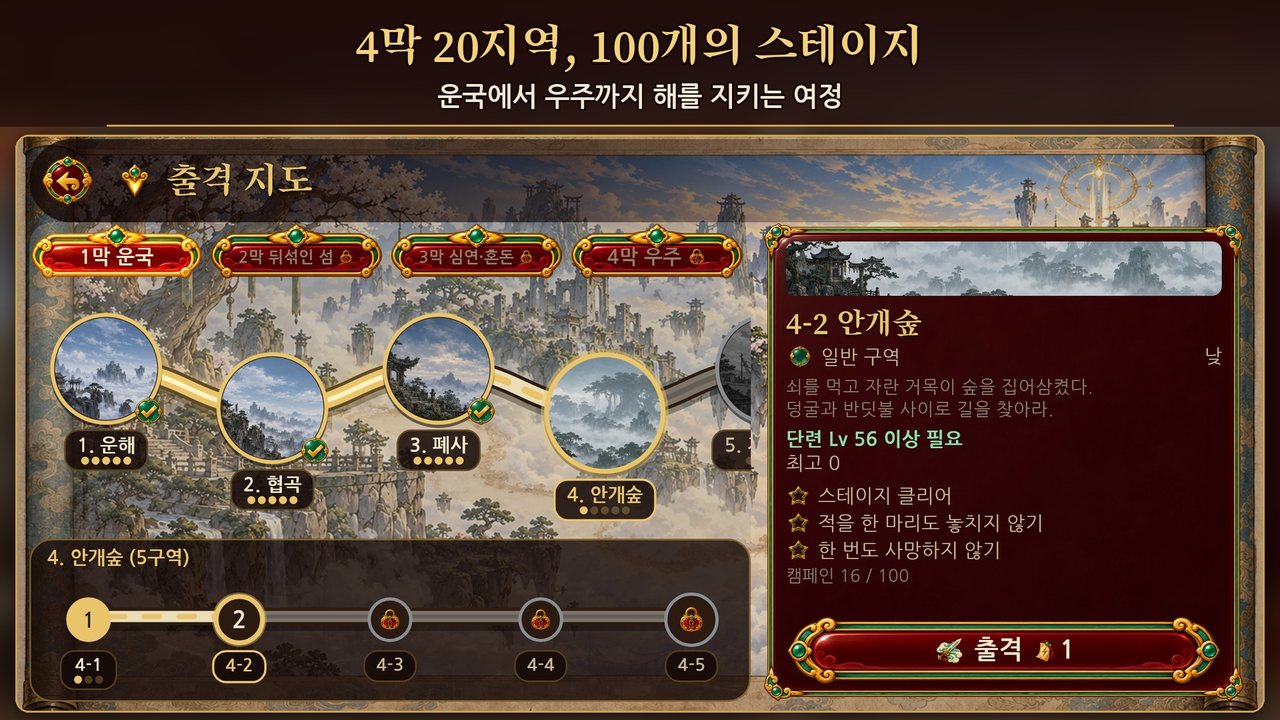 4막 20지역, 100개의 스테이지
운국에서 우주까지 해를 지키는 여정
출격 지도
1막 운국
2막 뒤섞인 섬
3막 심연·혼돈
4막 우주
1. 운해
2. 협곡
3. 폐사
4. 안개숲
5.
4. 안개숲 (5구역)
1
2
4-1
4-2
4-3
4-4
4-5
4-2 안개숲
일반 구역
낮
쇠를 먹고 자란 거목이 숲을 집어삼켰다.
덩굴과 반딧불 사이로 길을 찾아라.
단련 Lv 56 이상 필요
최고 0
스테이지 클리어
적을 한 마리도 놓치지 않기
한 번도 사망하지 않기
캠페인 16 / 100
출격 1